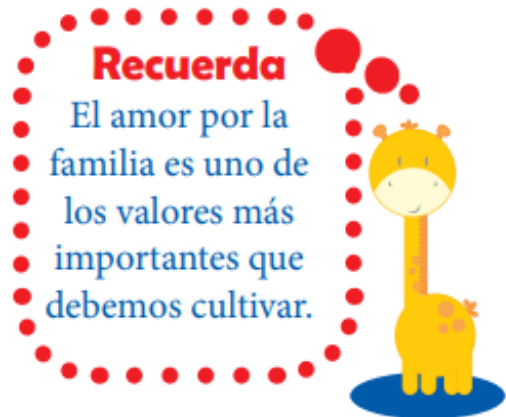 Recuerda
El amor por la
familia es uno de
los valores más
importantes que
debemos cultivar.